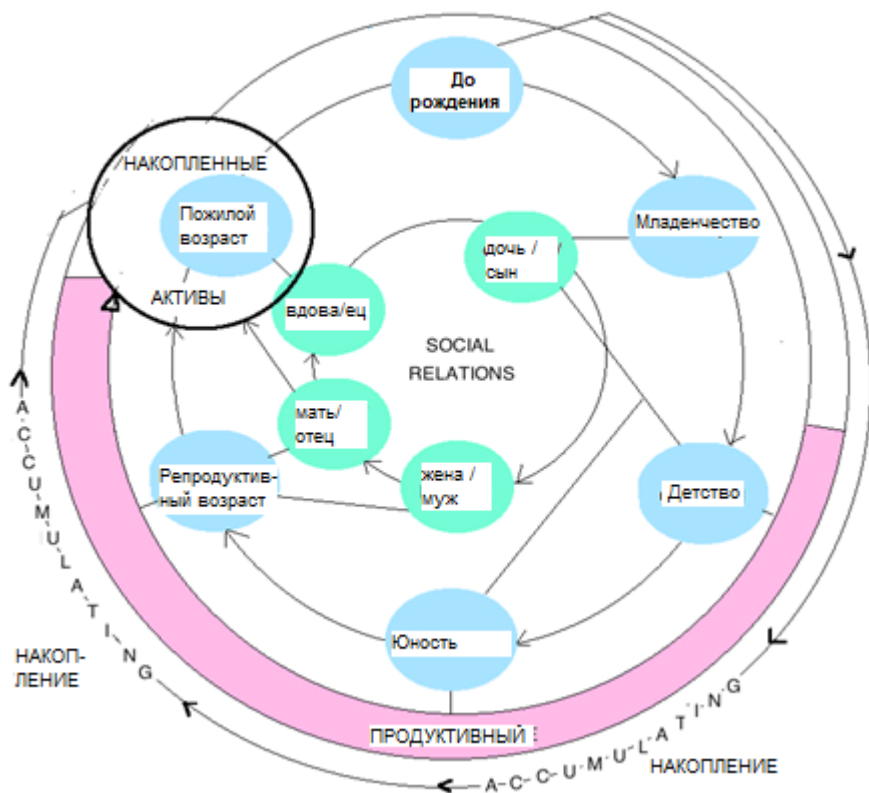 До
рождения
НАКОПЛЕННЫЕ
Пожилой
возраст
АКТИВЫ
Младенчество
дочь /
сын
вдова/ец
SOCIAL
RELATIONS
мать/
отец
жена /
муж
Репродуктив-
ный возраст
Детство
Юность
ПРОДУКТИВНЫЙ
НАКОП-
ЛЕНИЕ
A-C-C-U-M-U-L-A-T-I-N-G
A-C-C-U-M-U-L-A-T-I-N-G
НАКОПЛЕНИЕ